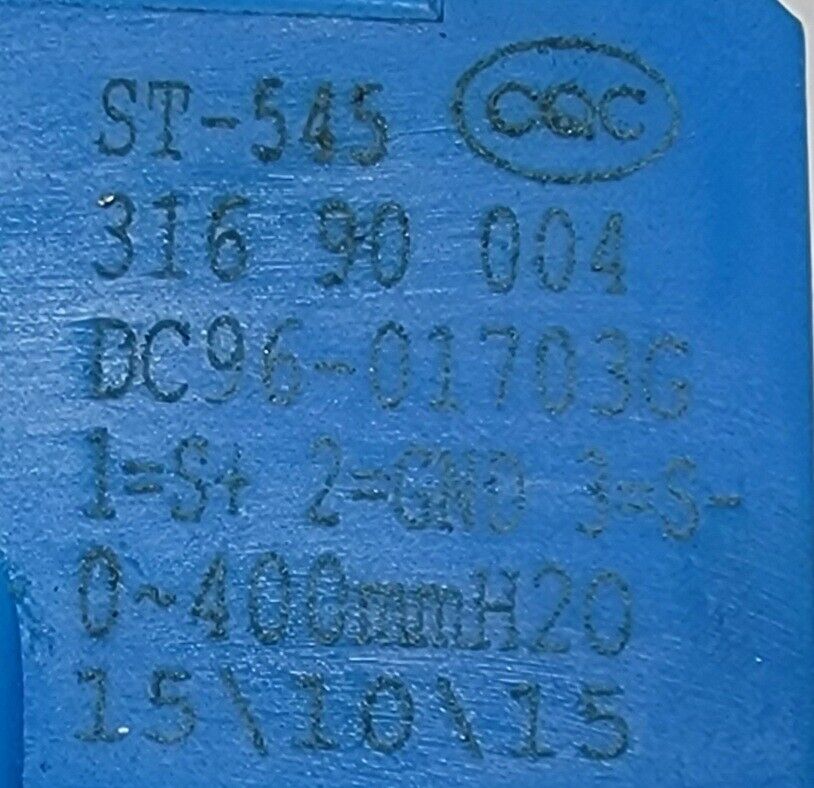 ST-545 CQC
316 90 004
DC96-01703G
1=S+ 2=GND 3=S-
0~400mmH2O
15\10\15